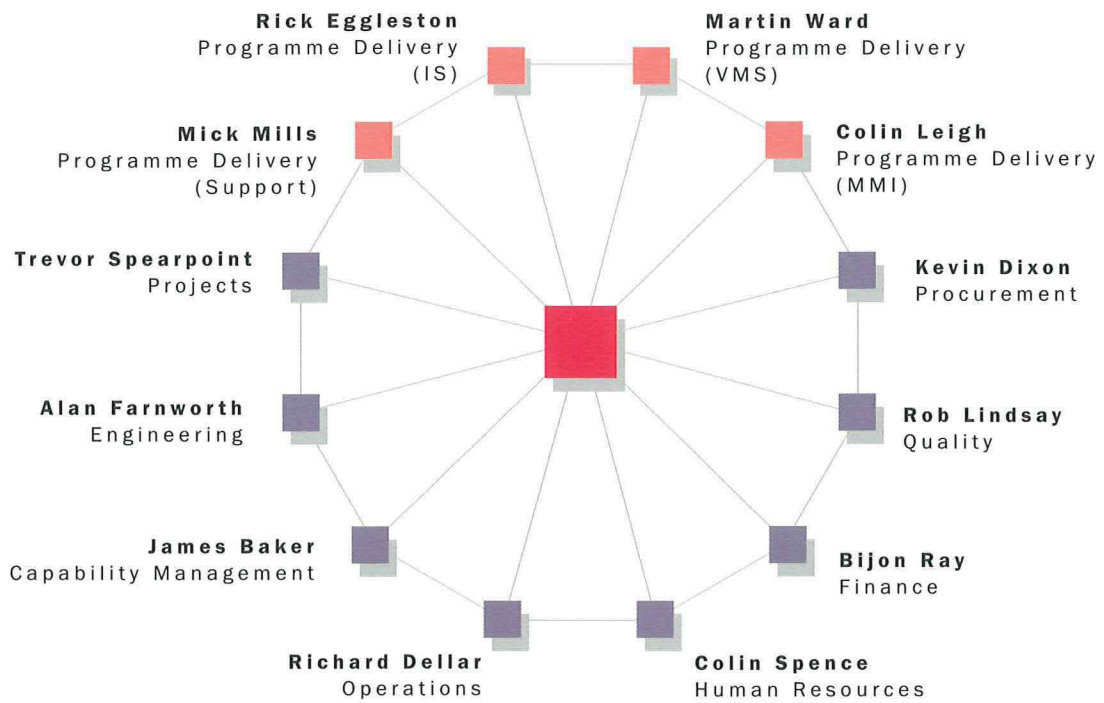 Rick Eggleston
Programme Delivery
(IS)
Martin Ward
Programme Delivery
(VMS)
Mick Mills
Programme Delivery
(Support)
Colin Leigh
Programme Delivery
(MMI)
Trevor Spearpoint
Projects
Kevin Dixon
Procurement
Alan Farnworth
Engineering
Rob Lindsay
Quality
James Baker
Capability Management
Bijon Ray
Finance
Richard Dellar
Operations
Colin Spence
Human Resources